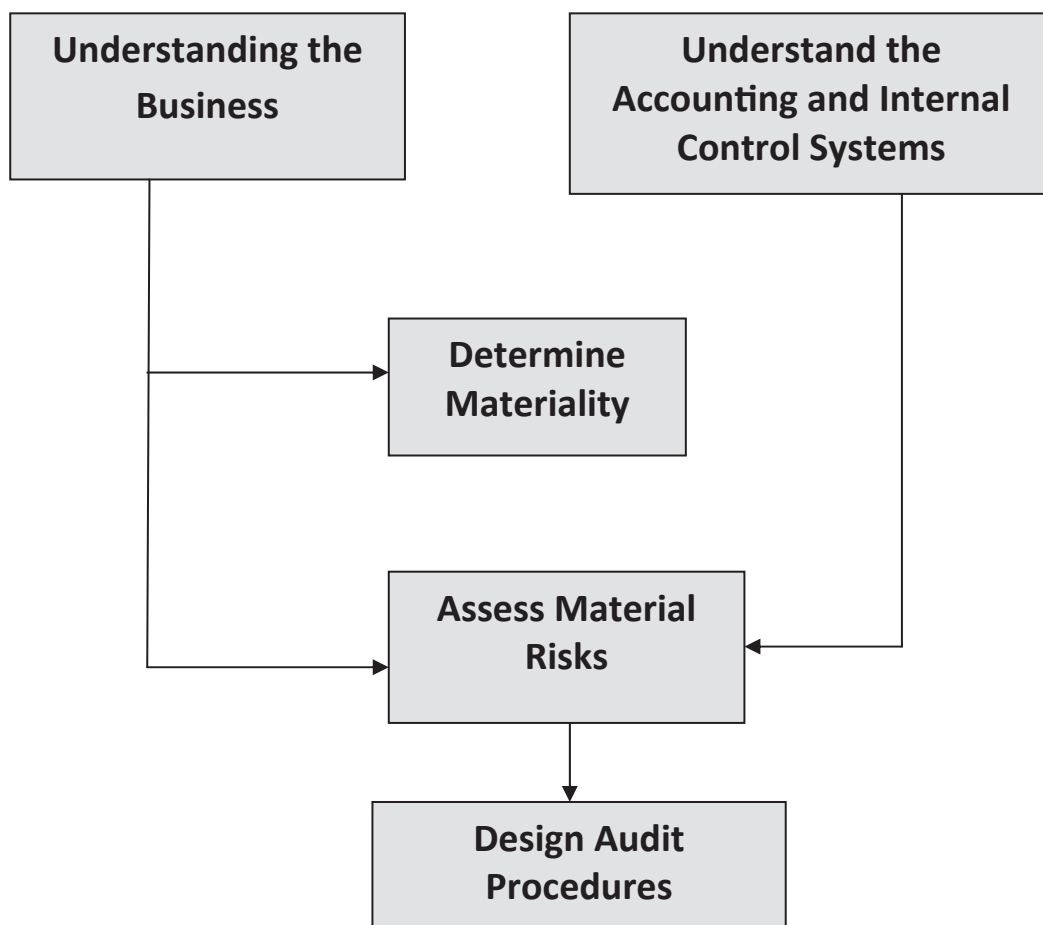 Understanding the
Business
Understand the
Accounting and Internal
Control Systems
Determine
Materiality
Assess Material
Risks
Design Audit
Procedures